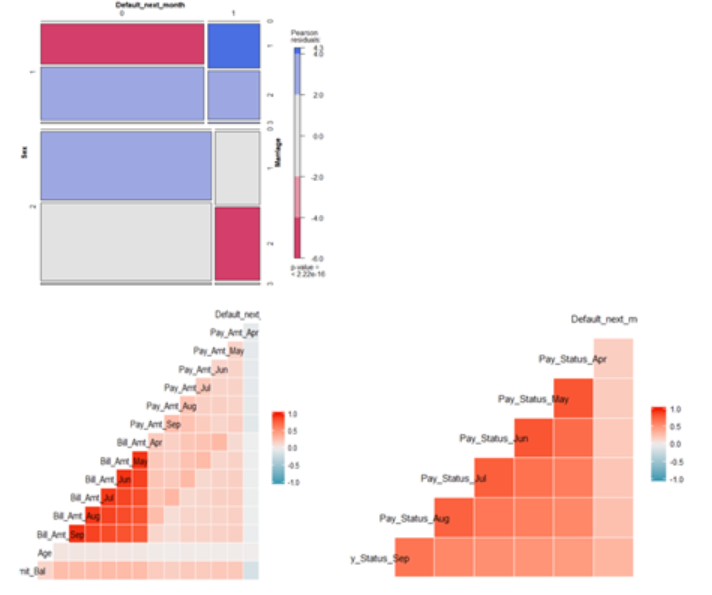 Default_next_month
0 1
Pearson
residuals:
4.3
4.0
2.0
0.0
-2.0
-4.0
-6.0
p-value =
< 2.22e-16
Sex
1
2
Marriage
0
1
2
3
0
1
2
3
Default_next_
Pay_Amt_Apr
Pay_Amt_May
Pay_Amt_Jun
Pay_Amt_Jul
Pay_Amt_Aug
Pay_Amt_Sep
Bill_Amt_Apr
Bill_Amt_May
Bill_Amt_Jun
Bill_Amt_Jul
Bill_Amt_Aug
Bill_Amt_Sep
Age
mit_Bal
1.0
0.5
0.0
-0.5
-1.0
Default_next_m
Pay_Status_Apr
Pay_Status_May
Pay_Status_Jun
Pay_Status_Jul
Pay_Status_Aug
y_Status_Sep
1.0
0.5
0.0
-0.5
-1.0